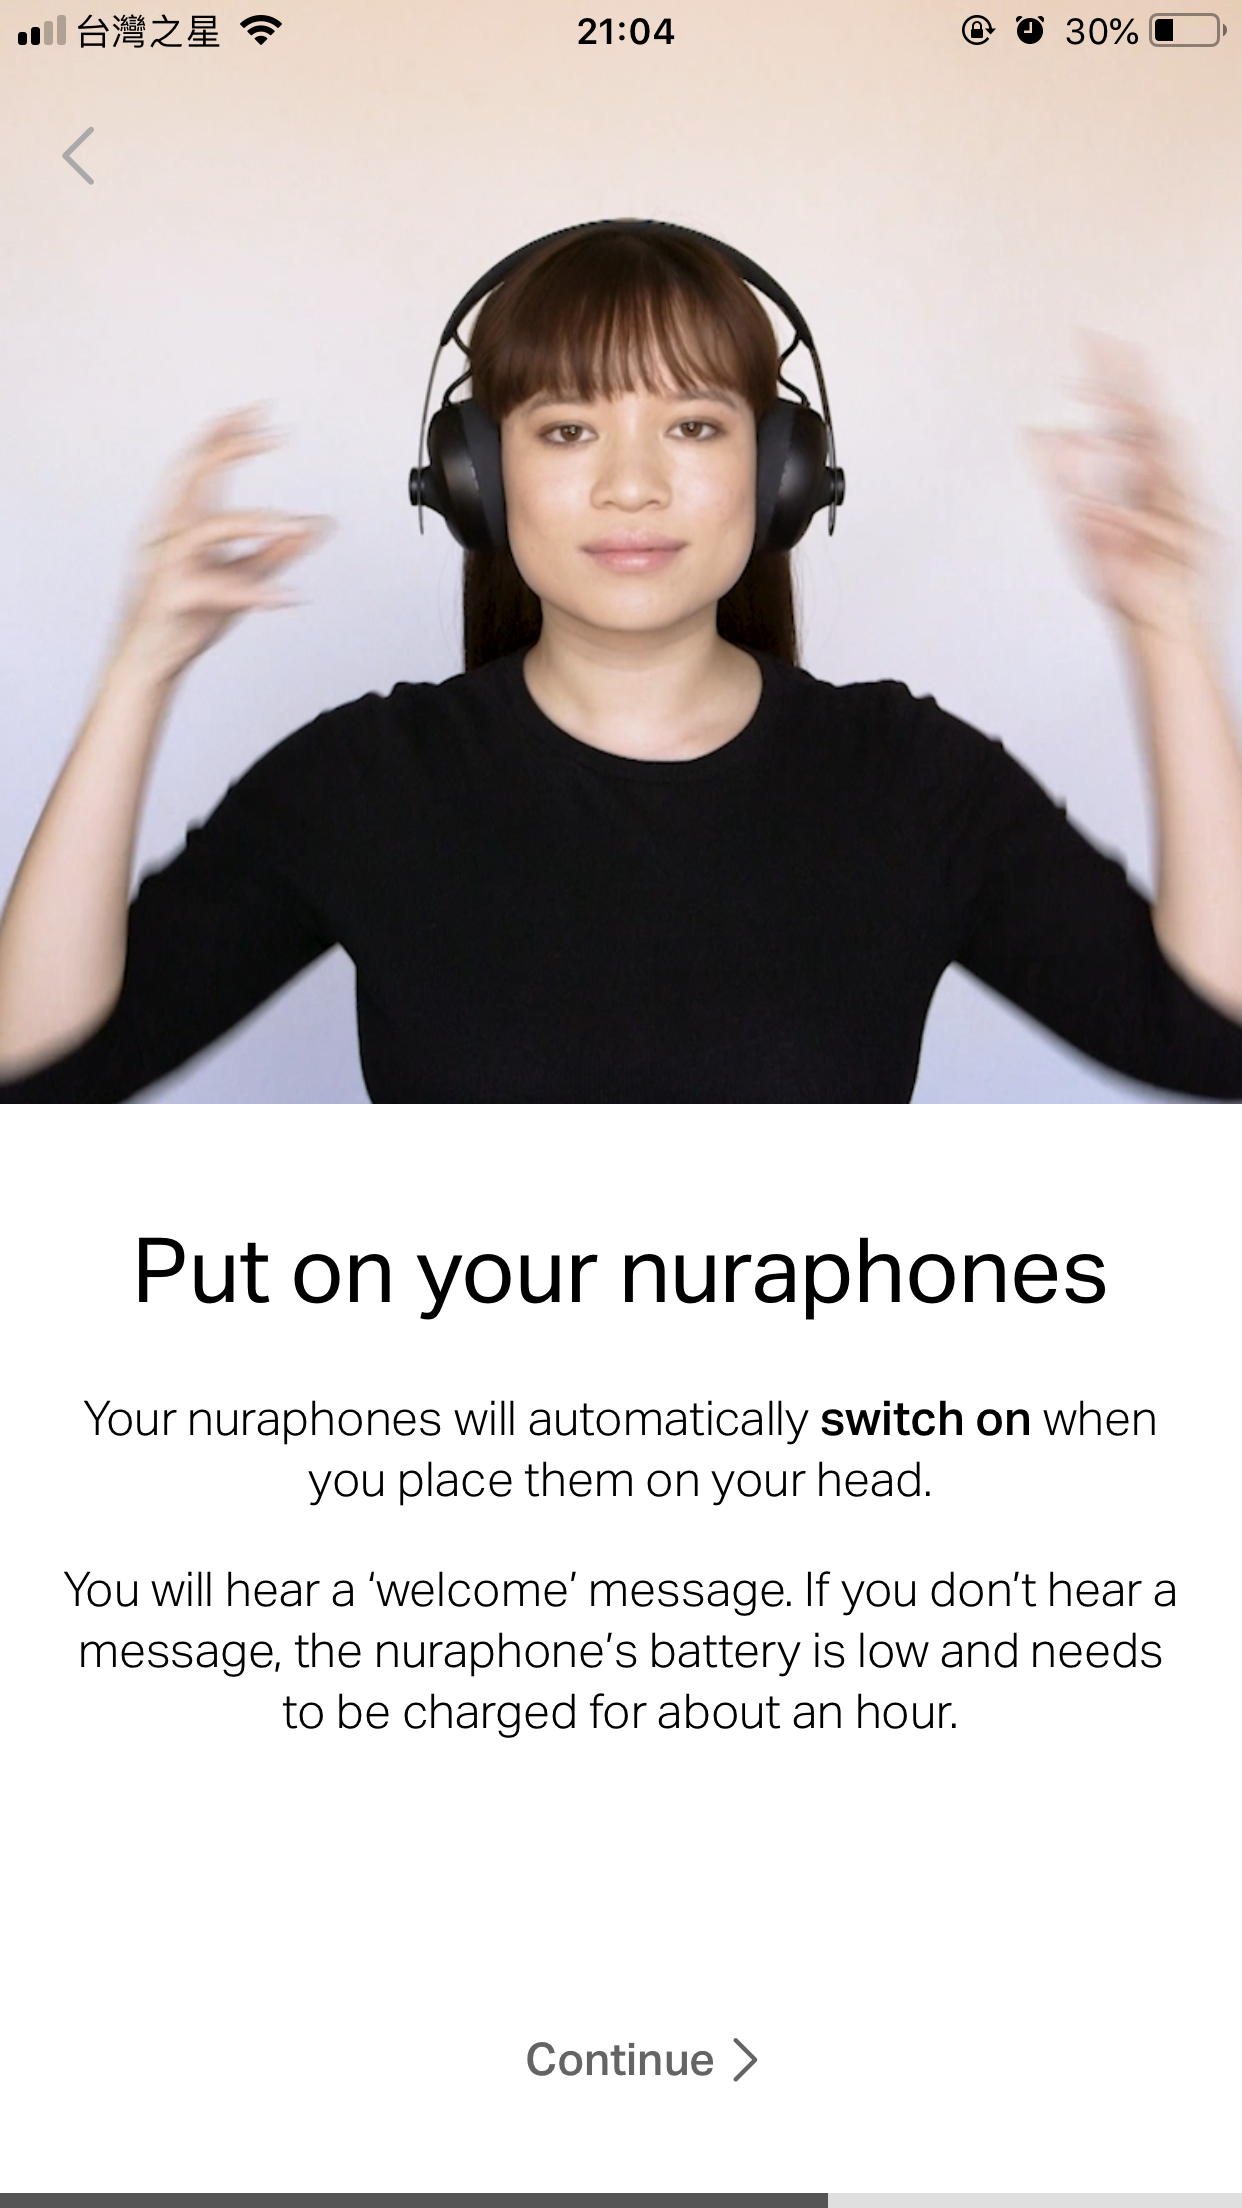 台灣之星
21:04
30%
Put on your nuraphones
Your nuraphones will automatically switch on when
you place them on your head.
You will hear a ‘welcome’ message. If you don’t hear a
message, the nuraphone’s battery is low and needs
to be charged for about an hour.
Continue